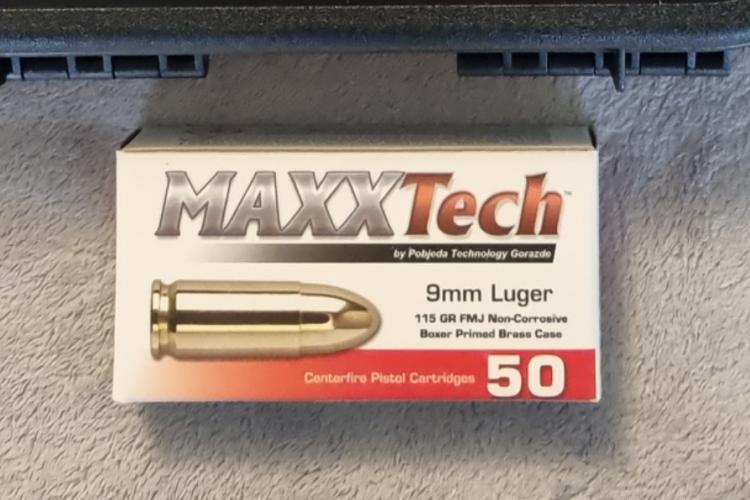 MAXXTech™
by Pobjeda Technology Gorazde
9mm Luger
115 GR FMJ Non-Corrosive
Boxer Primed Brass Case
Centerfire Pistol Cartridges 50